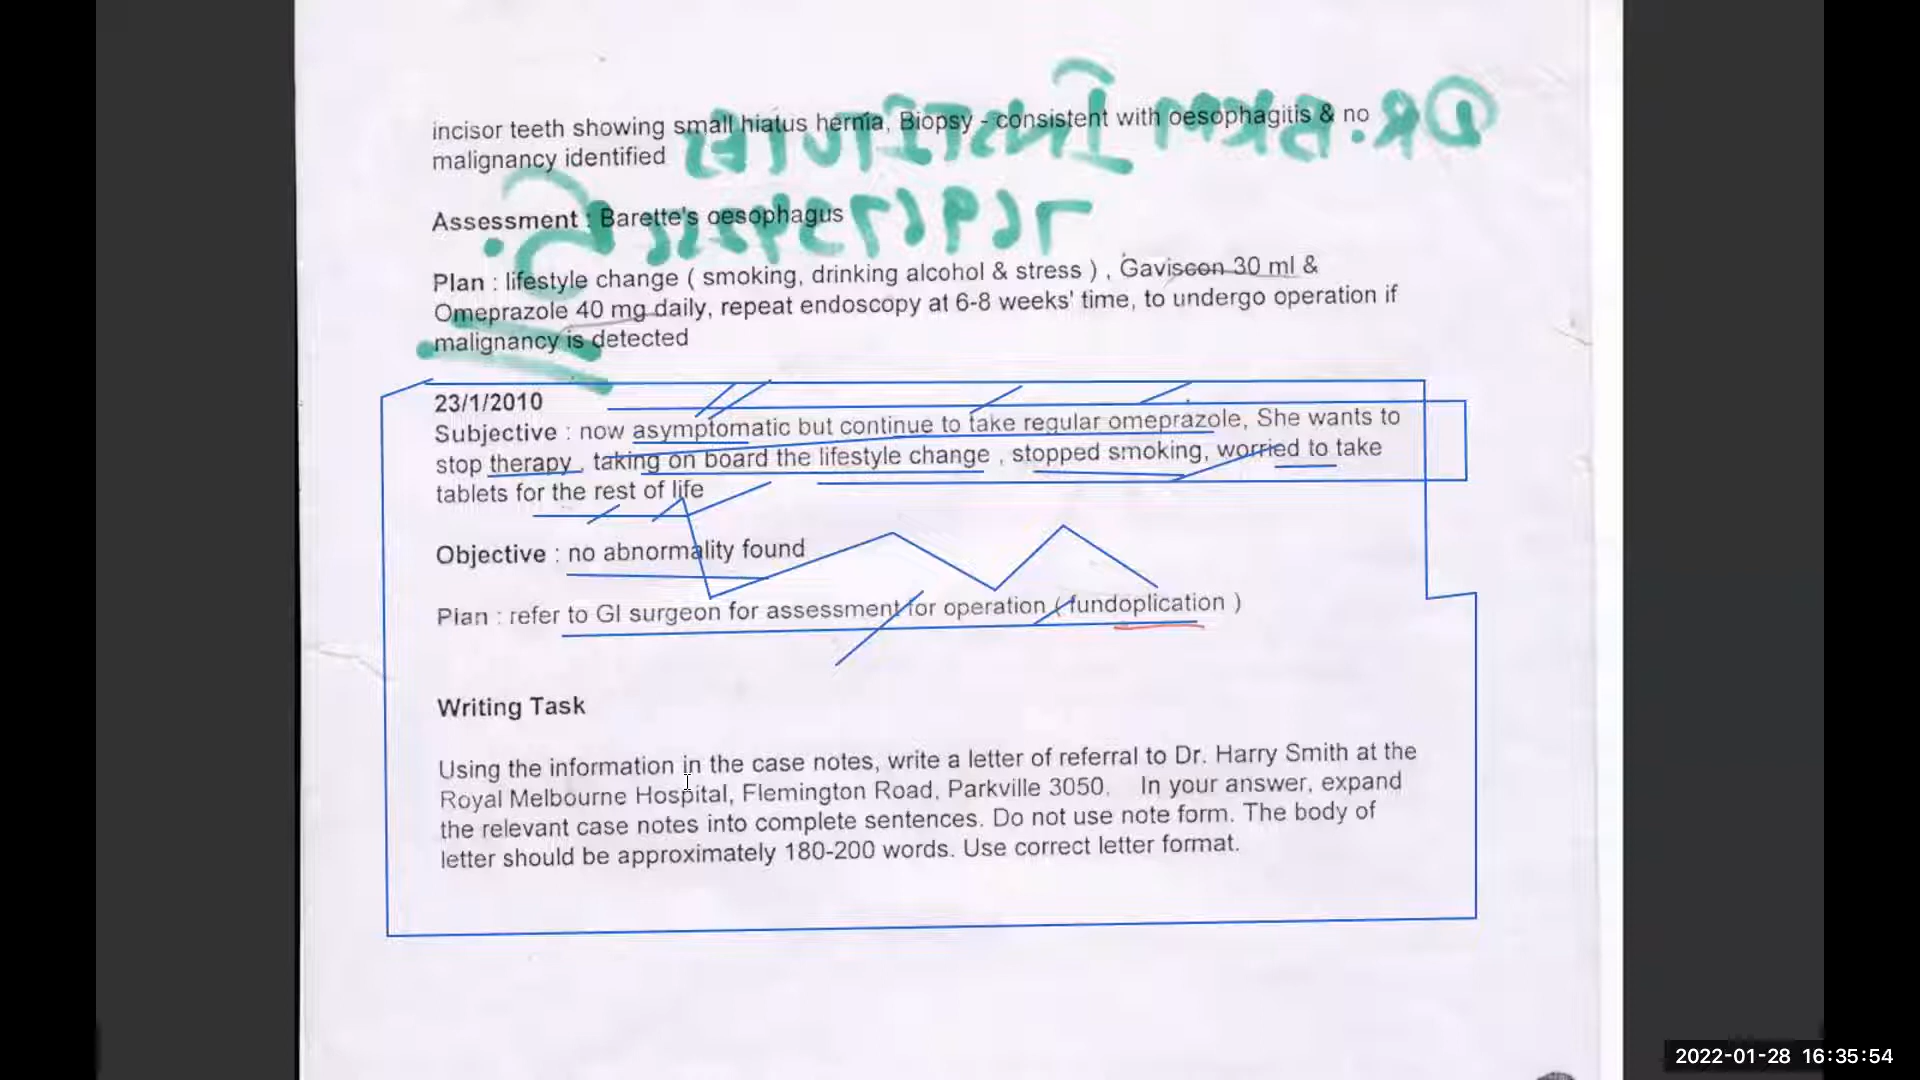 incisor teeth showing small hiatus hernia, Biopsy - consistent with oesophagitis & no
malignancy identified
Assessment : Barette's oesophagus
Plan : lifestyle change ( smoking, drinking alcohol & stress ) , Gaviscon 30 ml &
Omeprazole 40 mg daily, repeat endoscopy at 6-8 weeks' time, to undergo operation if
malignancy is detected
23/1/2010
Subjective : now asymptomatic but continue to take regular omeprazole, She wants to
stop therapy , taking on board the lifestyle change , stopped smoking, worried to take
tablets for the rest of life
Objective : no abnormality found
Plan : refer to GI surgeon for assessment for operation ( fundoplication )
Writing Task
Using the information in the case notes, write a letter of referral to Dr. Harry Smith at the
Royal Melbourne Hospital, Flemington Road, Parkville 3050. In your answer, expand
the relevant case notes into complete sentences. Do not use note form. The body of
letter should be approximately 180-200 words. Use correct letter format.
2022-01-28 16:35:54